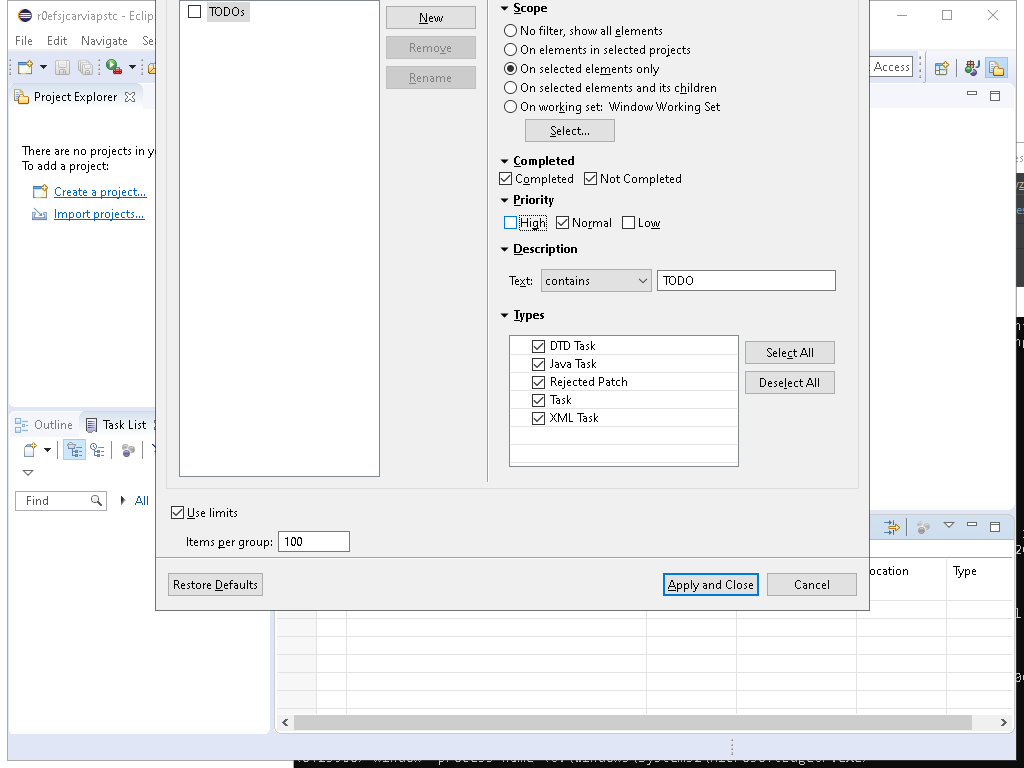 r0efsjcarviapstc - Eclip
File Edit Navigate Se
TODOs
New
Remove
Rename
Scope
No filter, show all elements
On elements in selected projects
On selected elements only
On selected elements and its children
On working set: Window Working Set
Select...
Access
Project Explorer
There are no projects in y
To add a project:
Create a project...
Import projects...
Completed
Completed Not Completed
Priority
High Normal Low
Description
Text: contains TODO
Types
DTD Task
Java Task
Rejected Patch
Task
XML Task
Select All
Deselect All
Outline Task List
Find All
Use limits
Items per group: 100
Restore Defaults Apply and Close Cancel
ocation Type